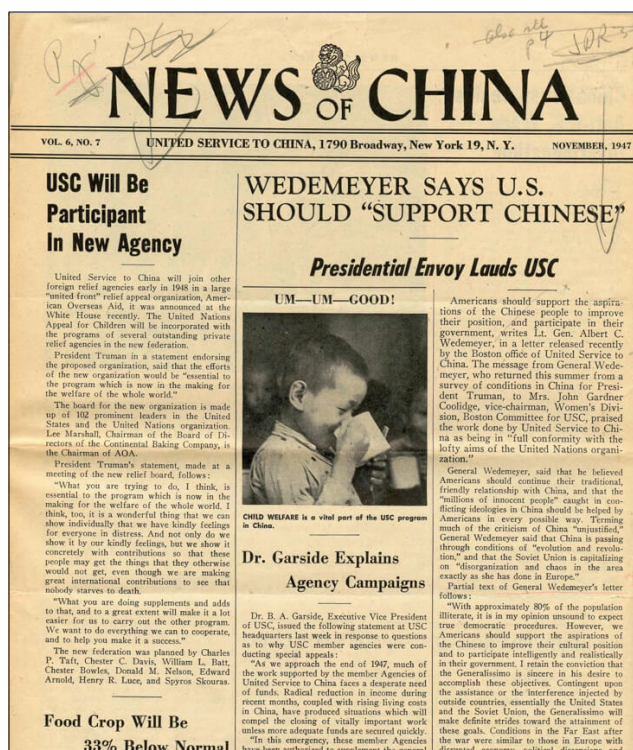 also all
p 4
JDR 3
NEWS OF CHINA
VOL. 6, NO. 7 UNITED SERVICE TO CHINA, 1790 Broadway, New York 19, N. Y. NOVEMBER, 1947
USC Will Be
Participant
In New Agency
United Service to China will join other
foreign relief agencies early in 1948 in a large
"united front" relief appeal organization, Amer-
ican Overseas Aid, it was announced at the
White House recently. The United Nations
Appeal for Children will be incorporated with
the programs of several outstanding private
relief agencies in the new federation.
President Truman in a statement endorsing
the proposed organization, said that the efforts
of the new organization would be "essential to
the program which is now in the making for
the welfare of the whole world."
The board for the new organization is made
up of 102 prominent leaders in the United
States and the United Nations organization.
Lee Marshall, Chairman of the Board of Di-
rectors of the Continental Baking Company, is
the Chairman of AOA.
President Truman's statement, made at a
meeting of the new relief board, follows:
"What you are trying to do, I think, is
essential to the program which is now in the
making for the welfare of the whole world. I
think, too, it is a wonderful thing that we can
show individually that we have kindly feelings
for everyone in distress. And not only do we
show it by our kindly feelings, but we show it
concretely with contributions so that these
people may get the things that they otherwise
would not get, even though we are making
great international contributions to see that
nobody starves to death.
"What you are doing supplements and adds
to that, and to a great extent will make it a lot
easier for us to carry out the other program.
We want to do everything we can to cooperate,
and to help you make it a success."
The new federation was planned by Charles
P. Taft, Chester C. Davis, William L. Batt,
Chester Bowles, Donald M. Nelson, Edward
Arnold, Henry R. Luce, and Spyros Skouras.
Food Crop Will Be
33% Below Normal
WEDEMEYER SAYS U.S.
SHOULD "SUPPORT CHINESE"
Presidential Envoy Lauds USC
UM—UM—GOOD!
CHILD WELFARE is a vital part of the USC program
in China.
Dr. Garside Explains
Agency Campaigns
Dr. B. A. Garside, Executive Vice President
of USC, issued the following statement at USC
headquarters last week in response to questions
as to why USC member agencies were con-
ducting special appeals:
"As we approach the end of 1947, much of
the work supported by the member Agencies of
United Service to China faces a desperate need
of funds. Radical reduction in income during
recent months, coupled with rising living costs
in China, have produced situations which will
compel the closing of vitally important work
unless more adequate funds are secured quickly.
"In this emergency, these member Agencies
have been authorized to supplement the general
Americans should support the aspira-
tions of the Chinese people to improve
their position, and participate in their
government, writes Lt. Gen. Albert C.
Wedemeyer, in a letter released recently
by the Boston office of United Service to
China. The message from General Wede-
meyer, who returned this summer from a
survey of conditions in China for Presi-
dent Truman, to Mrs. John Gardner
Coolidge, vice-chairman, Women's Divi-
sion, Boston Committee for USC, praised
the work done by United Service to Chi-
na as being in "full conformity with the
lofty aims of the United Nations organi-
zation."
General Wedemeyer, said that he believed
Americans should continue their traditional,
friendly relationship with China, and that the
"millions of innocent people" caught in con-
flicting ideologies in China should be helped by
Americans in every possible way. Terming
much of the criticism of China "unjustified,"
General Wedemeyer said that China is passing
through conditions of "evolution and revolu-
tion," and that the Soviet Union is capitalizing
on "disorganization and chaos in the area
exactly as she has done in Europe."
Partial text of General Wedemeyer's letter
follows:
"With approximately 80% of the population
illiterate, it is in my opinion unsound to expect
true democratic procedures. However, we
Americans should support the aspirations of
the Chinese to improve their cultural position
and to participate intelligently and realistically
in their government. I retain the conviction that
the Generalissimo is sincere in his desire to
accomplish these objectives. Contingent upon
the assistance or the interference injected by
outside countries, essentially the United States
and the Soviet Union, the Generalissimo will
make definite strides toward the attainment of
these goals. Conditions in the Far East after
the war were similar to those in Europe with